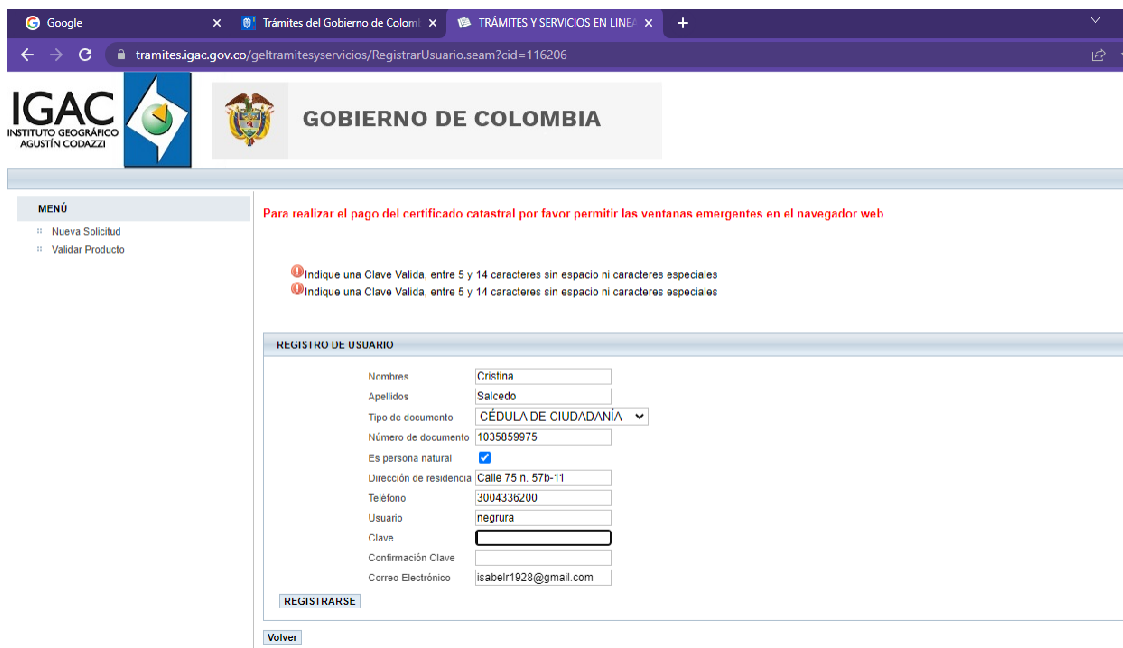 Google
Trámites del Gobierno de Colom
TRÁMITES Y SERVICIOS EN LINEA
tramites.igac.gov.co/geltramitesyservicios/RegistrarUsuario.seam?cid=116206
IGAC
INSTITUTO GEOGRÁFICO
AGUSTÍN CODAZZI
GOBIERNO DE COLOMBIA
MENÚ
Nueva Solicitud
Validar Producto
Para realizar el pago del certificado catastral por favor permitir las ventanas emergentes en el navegador web
Indique una Clave Valida, entre 5 y 14 caracteres sin espacio ni caracteres especiales
Indique una Clave Valida, entre 5 y 14 caracteres sin espacio ni caracteres especiales
REGISTRO DE USUARIO
Nombres Cristina
Apellidos Salcedo
Tipo de documento CÉDULA DE CIUDADANÍA
Número de documento 1035859975
Es persona natural
Dirección de residencia Calle 75 n. 57b-11
Teléfono 3004336200
Usuario negrura
Clave
Confirmación Clave
Correo Electrónico isabelr1928@gmail.com
REGISTRARSE
Volver